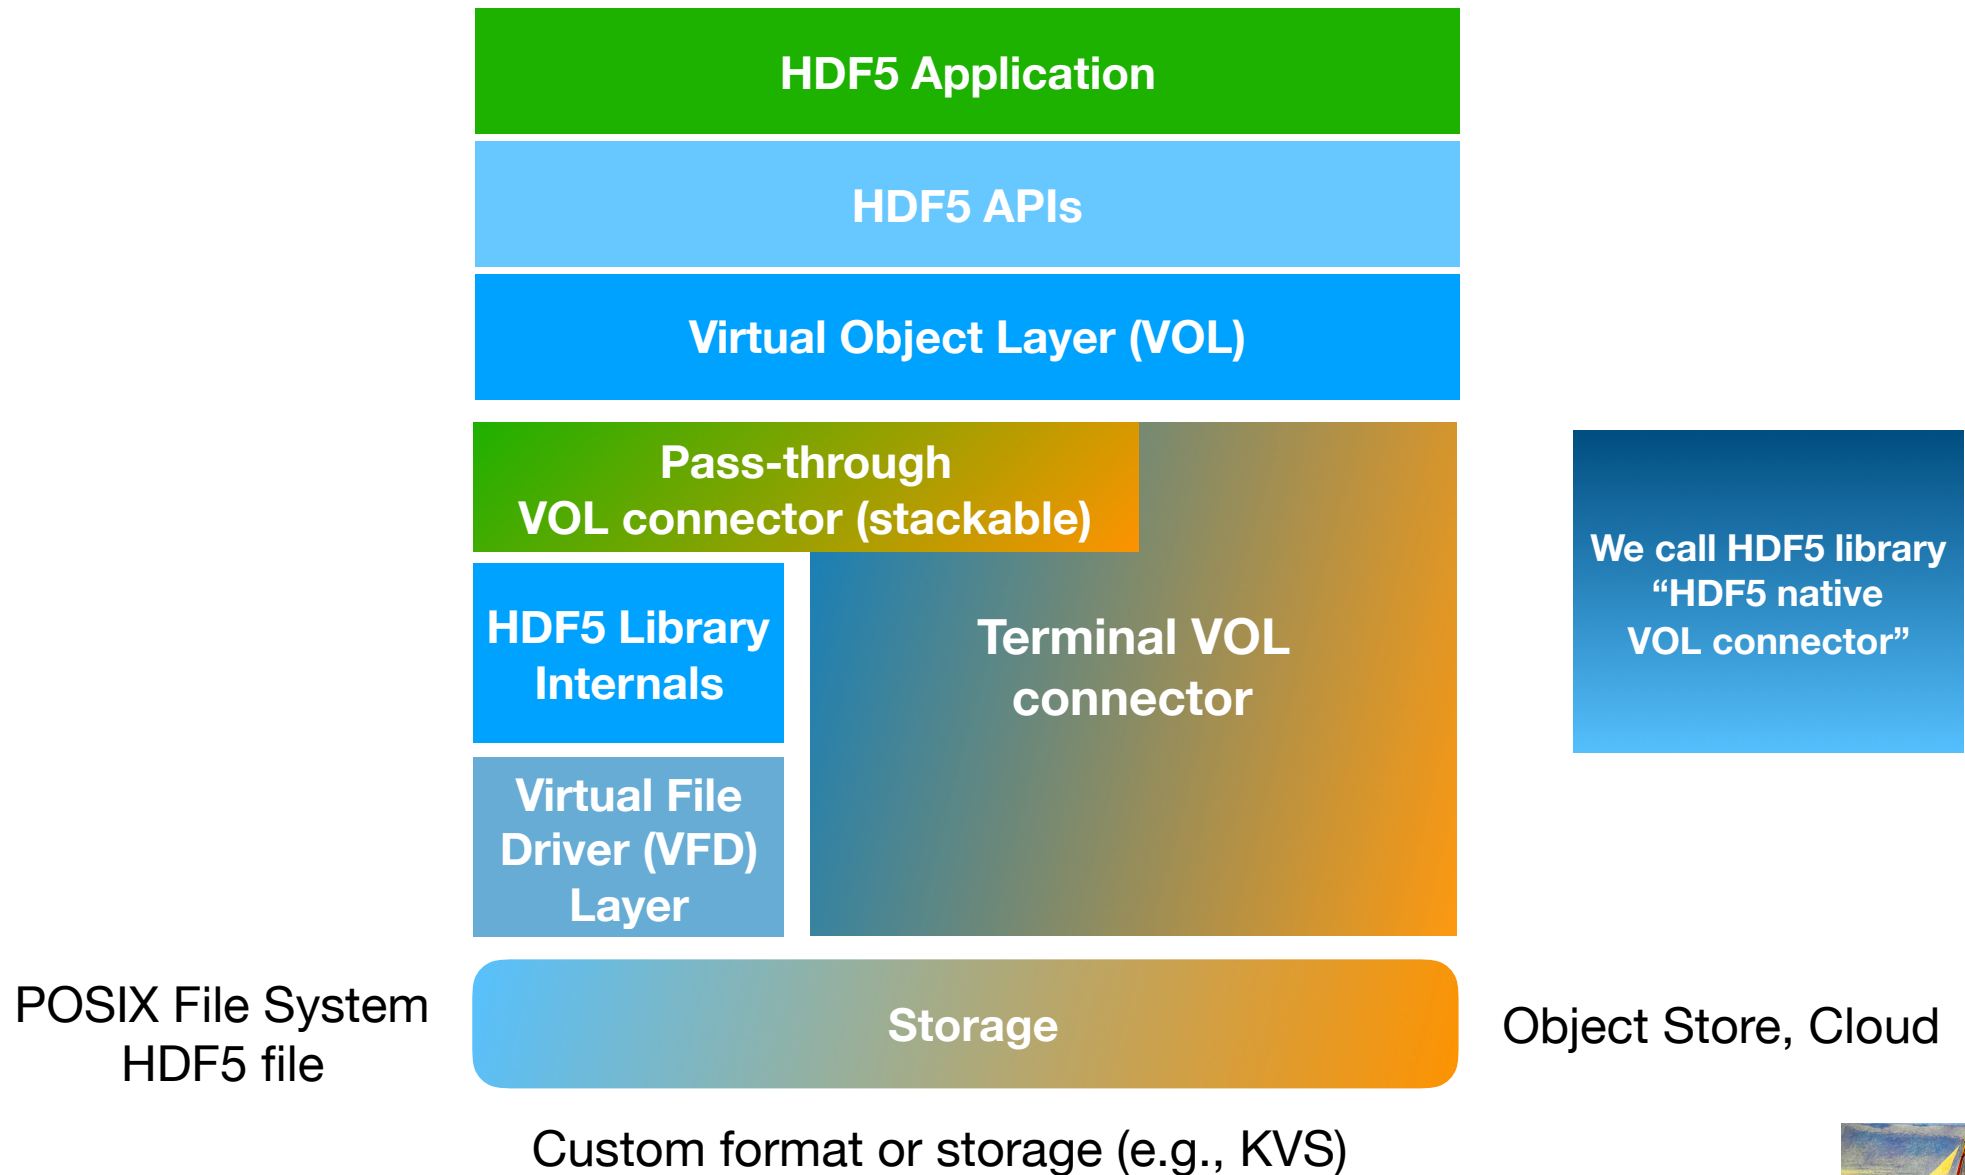 HDF5 Application
HDF5 APIs
Virtual Object Layer (VOL)
Pass-through
VOL connector (stackable)
HDF5 Library
Internals
Terminal VOL
connector
We call HDF5 library
“HDF5 native
VOL connector”
Virtual File
Driver (VFD)
Layer
POSIX File System
HDF5 file
Storage
Object Store, Cloud
Custom format or storage (e.g., KVS)